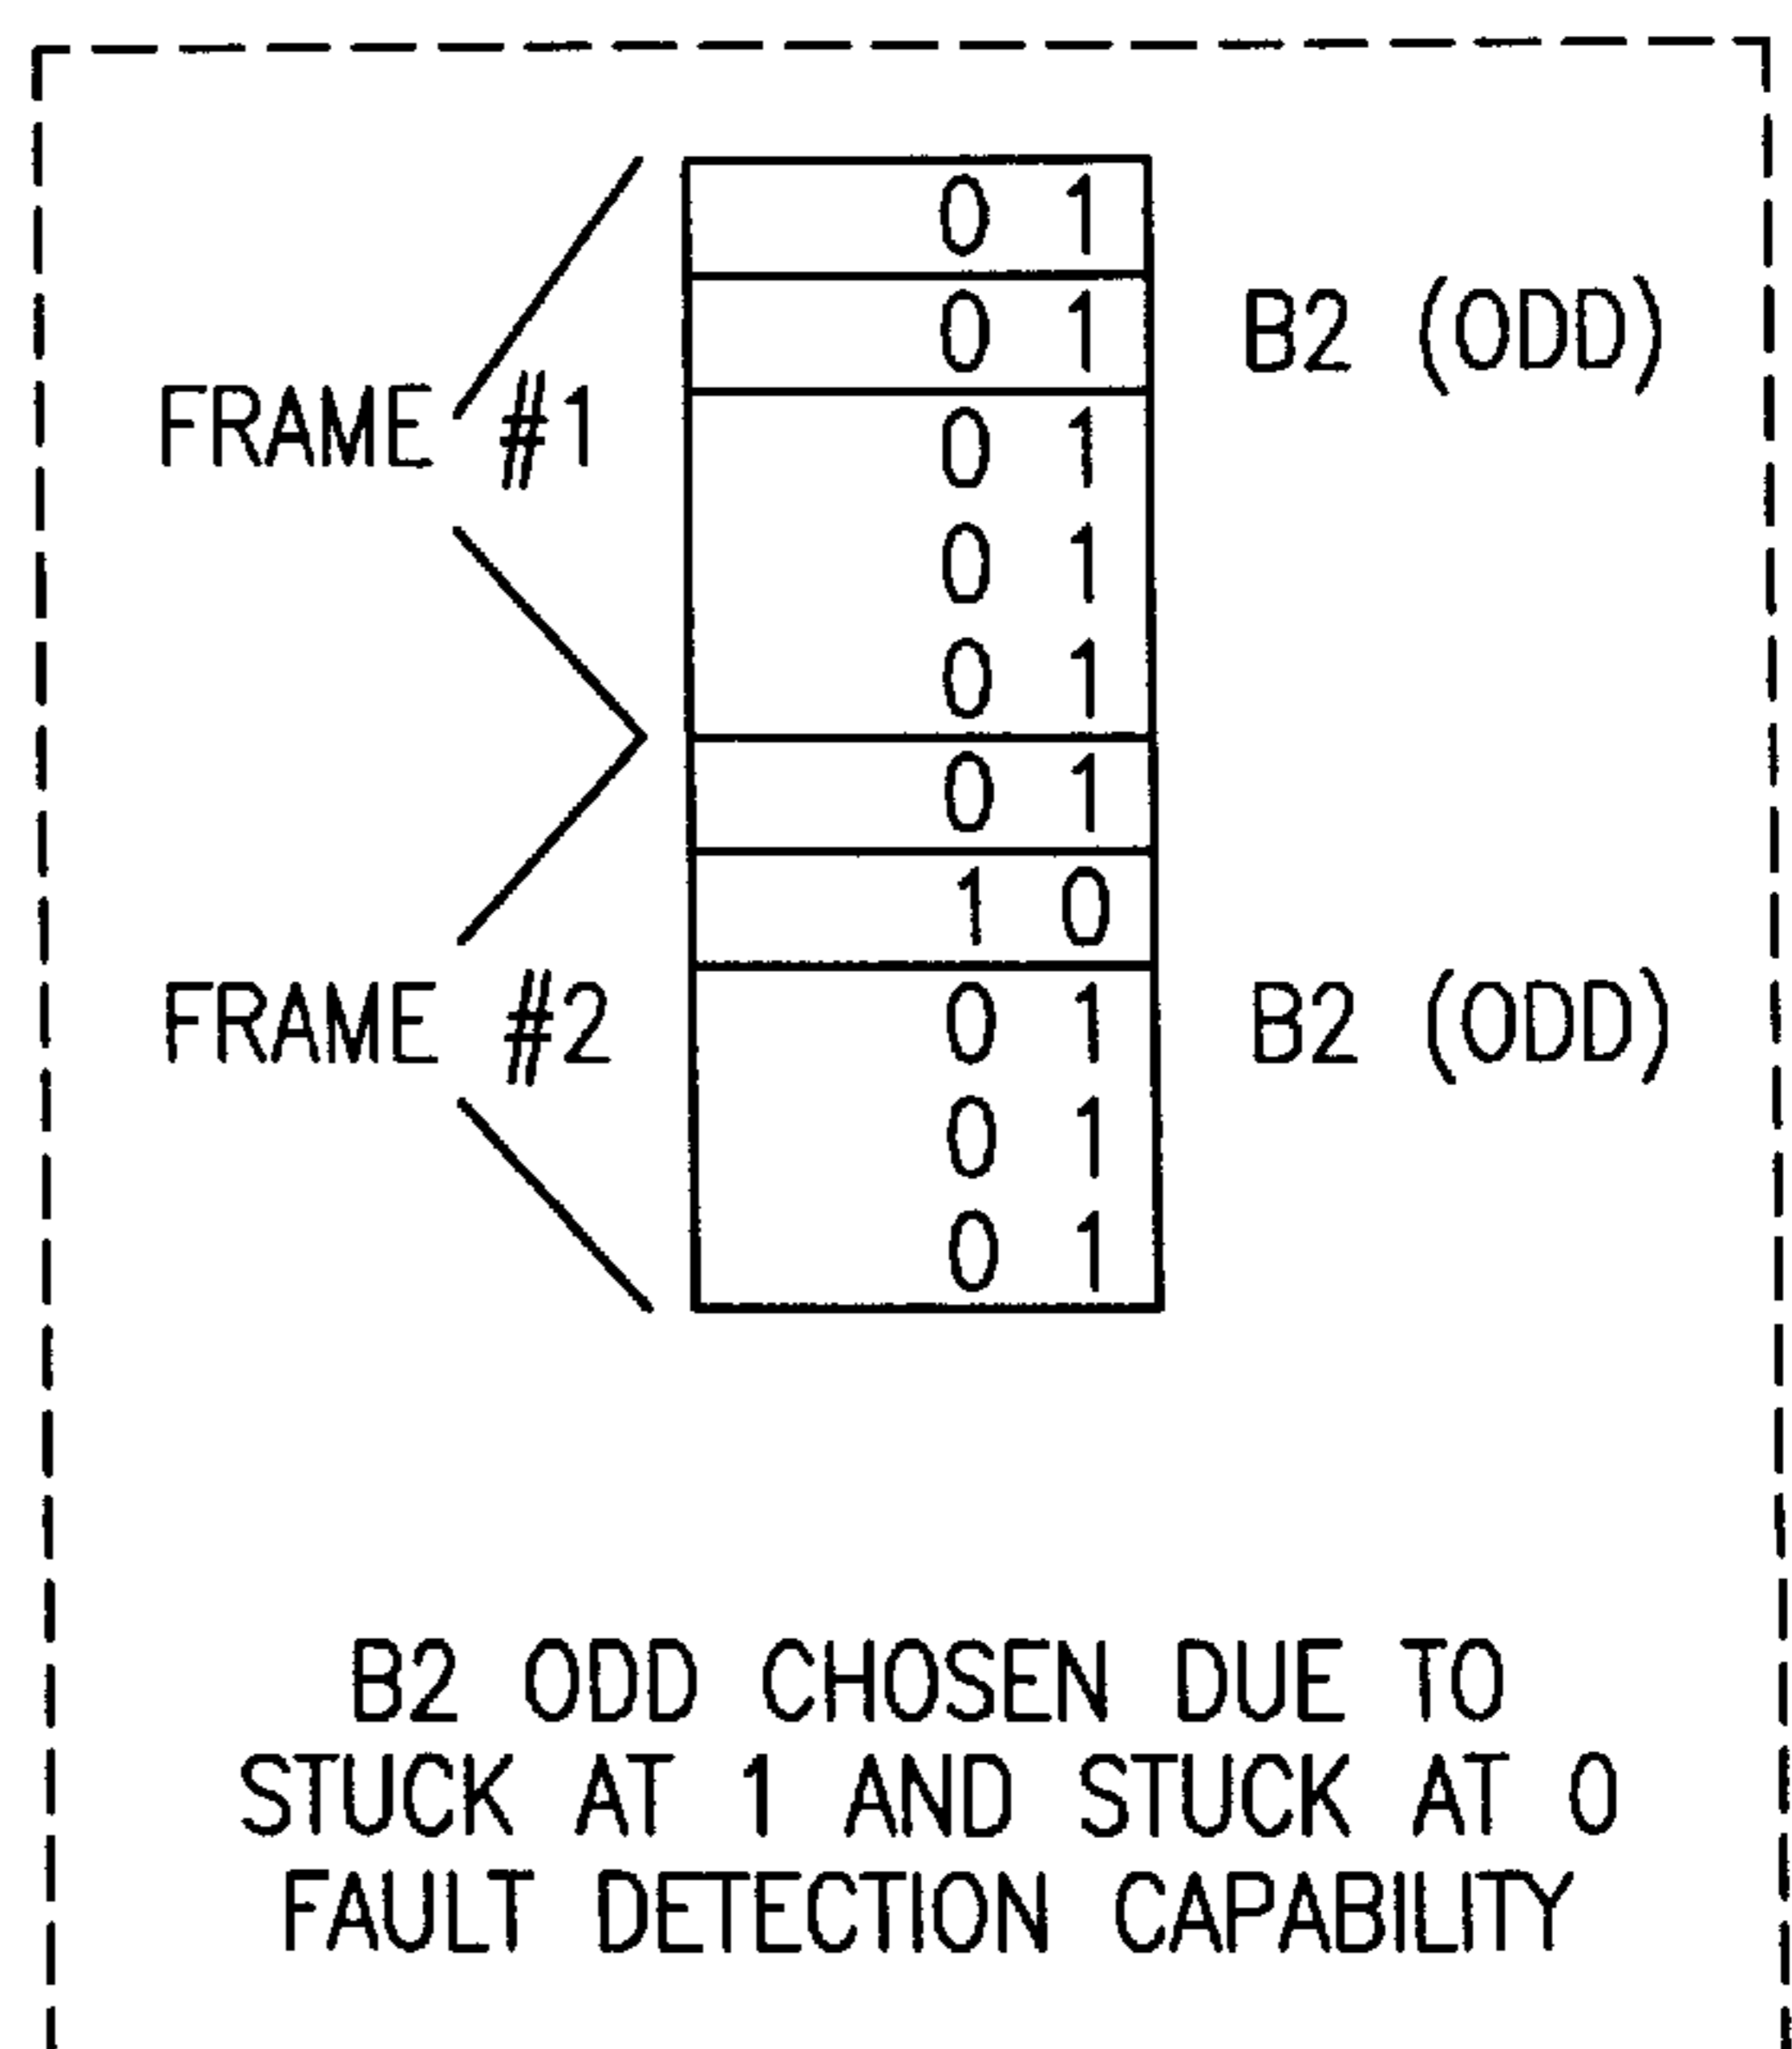 0 1
0 1 B2 (ODD)
FRAME #1
0 1
0 1
0 1
0 1
1 0
FRAME #2 0 1 B2 (ODD)
0 1
0 1
B2 ODD CHOSEN DUE TO
STUCK AT 1 AND STUCK AT 0
FAULT DETECTION CAPABILITY